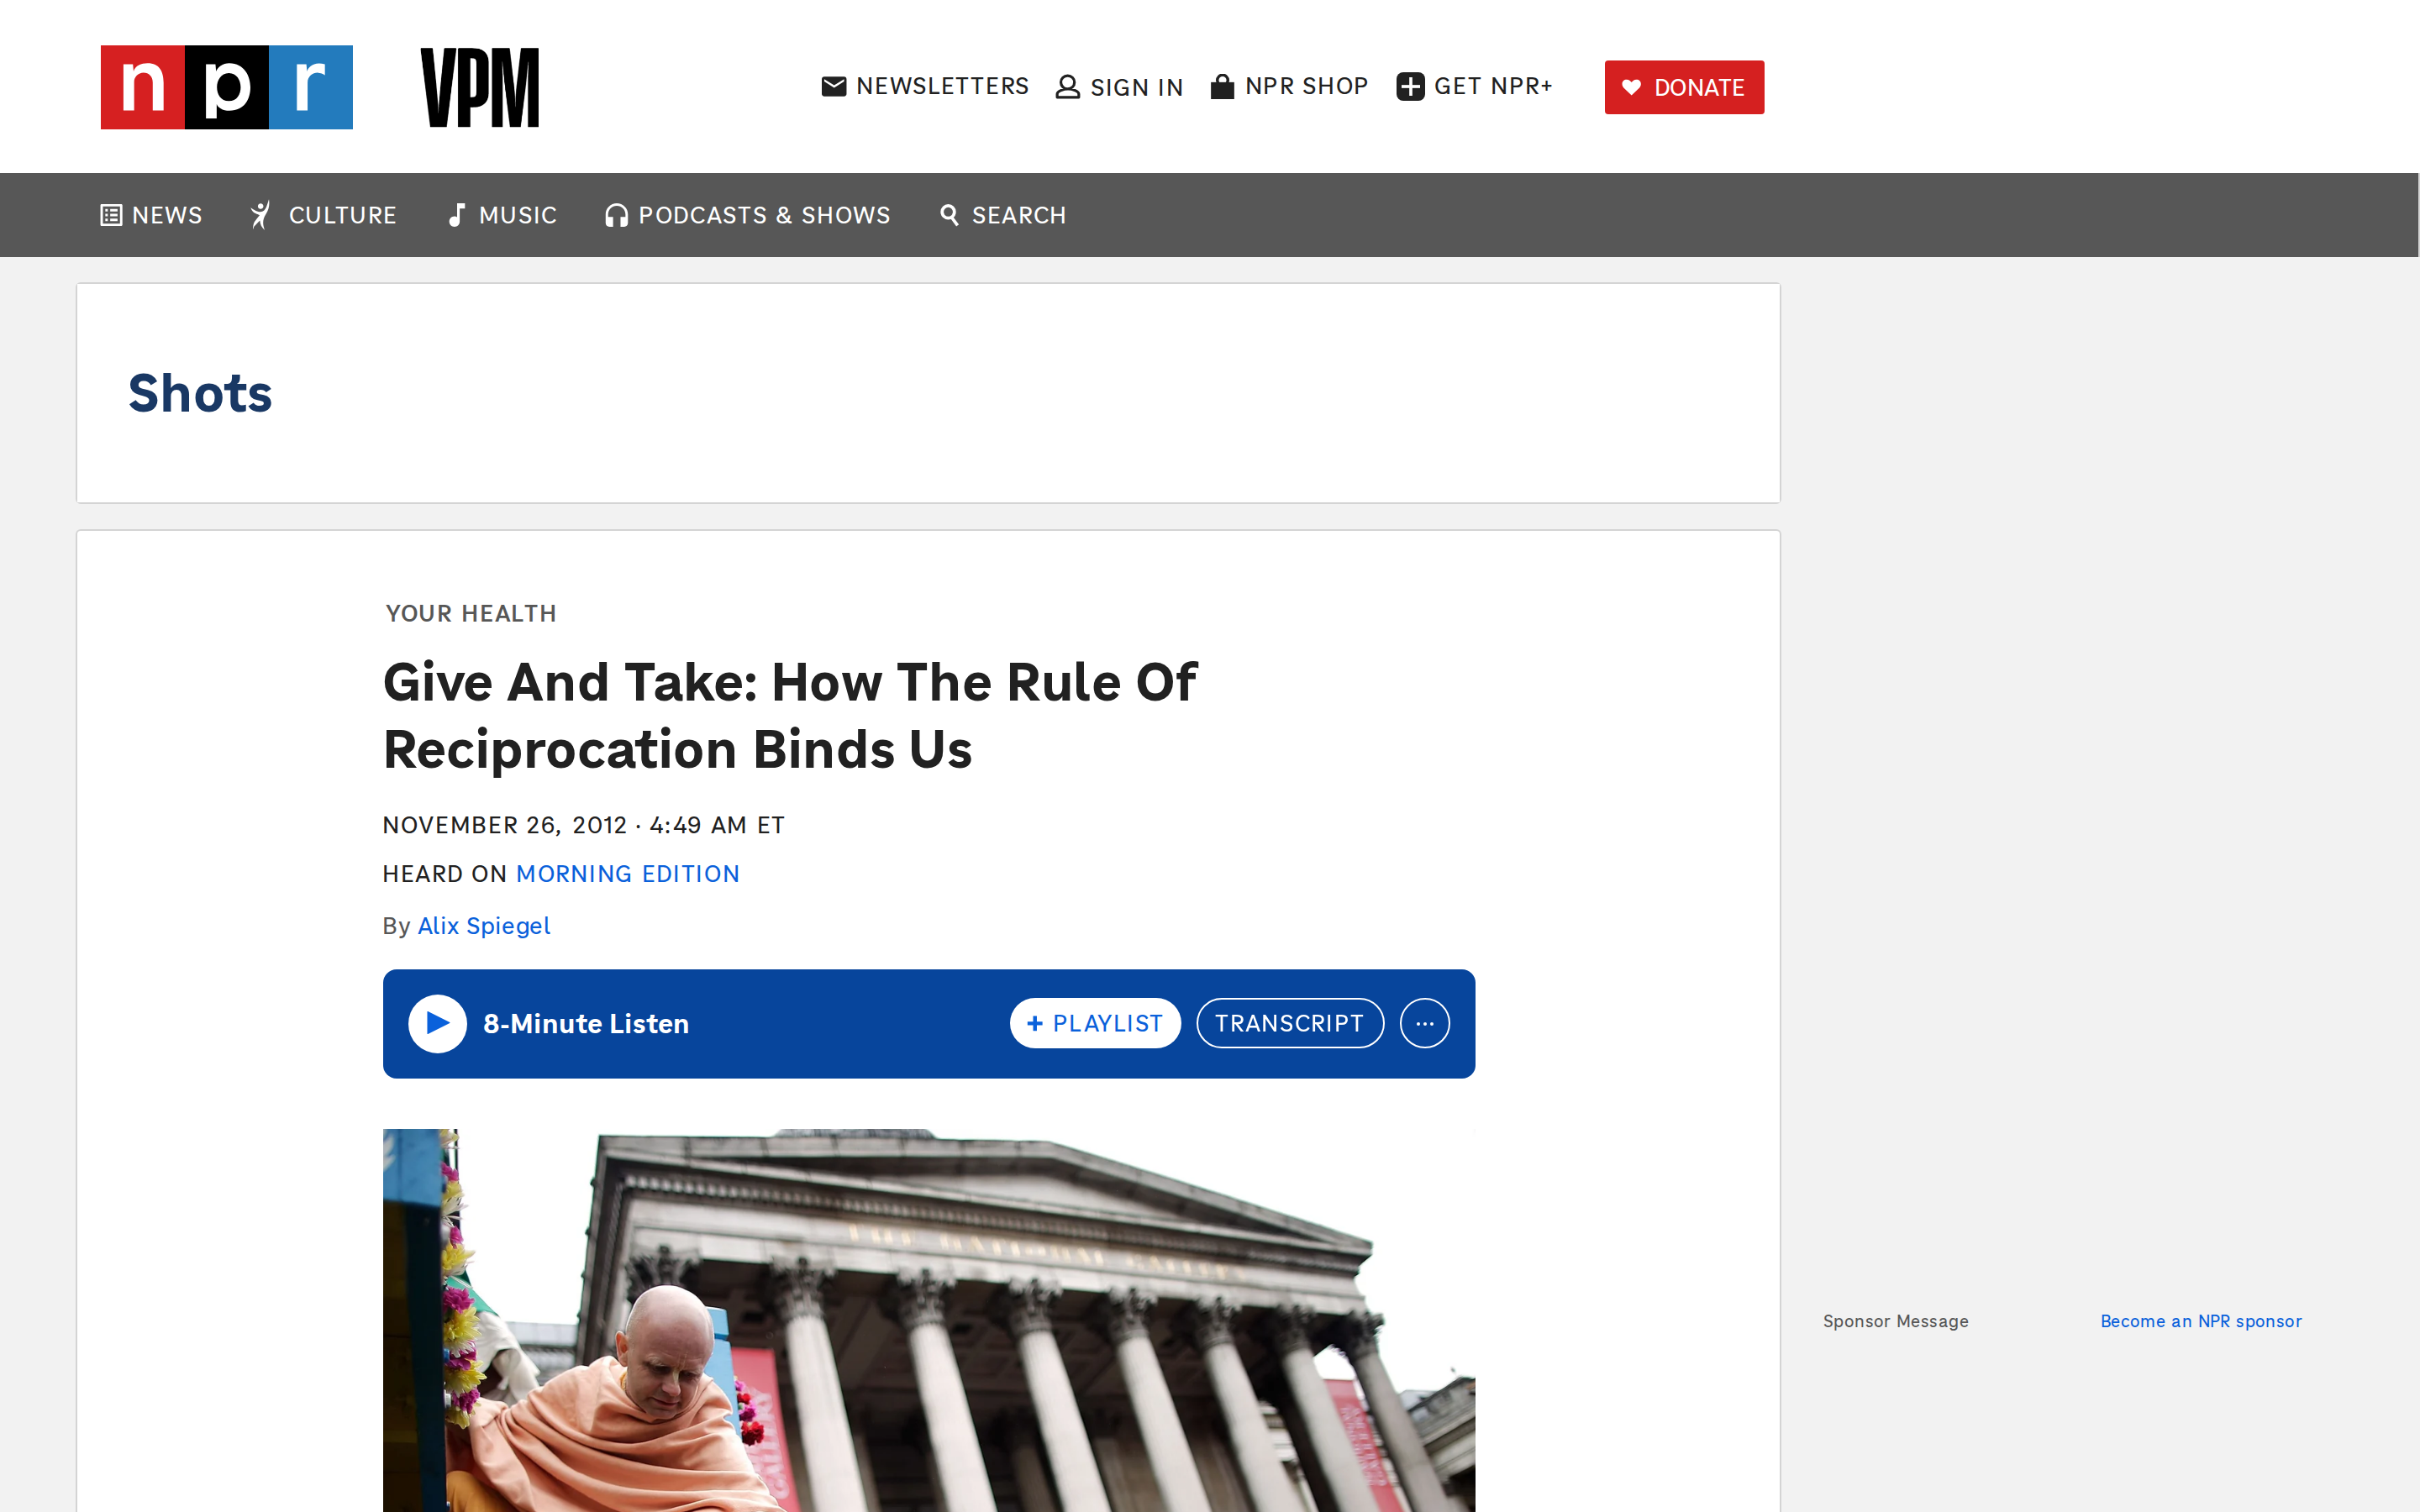 npr
VPM
NEWSLETTERS
SIGN IN
NPR SHOP
GET NPR+
DONATE
NEWS
CULTURE
MUSIC
PODCASTS & SHOWS
SEARCH
Shots
YOUR HEALTH
Give And Take: How The Rule Of
Reciprocation Binds Us
NOVEMBER 26, 2012 · 4:49 AM ET
HEARD ON MORNING EDITION
By Alix Spiegel
8-Minute Listen
+ PLAYLIST
TRANSCRIPT
Sponsor Message
Become an NPR sponsor